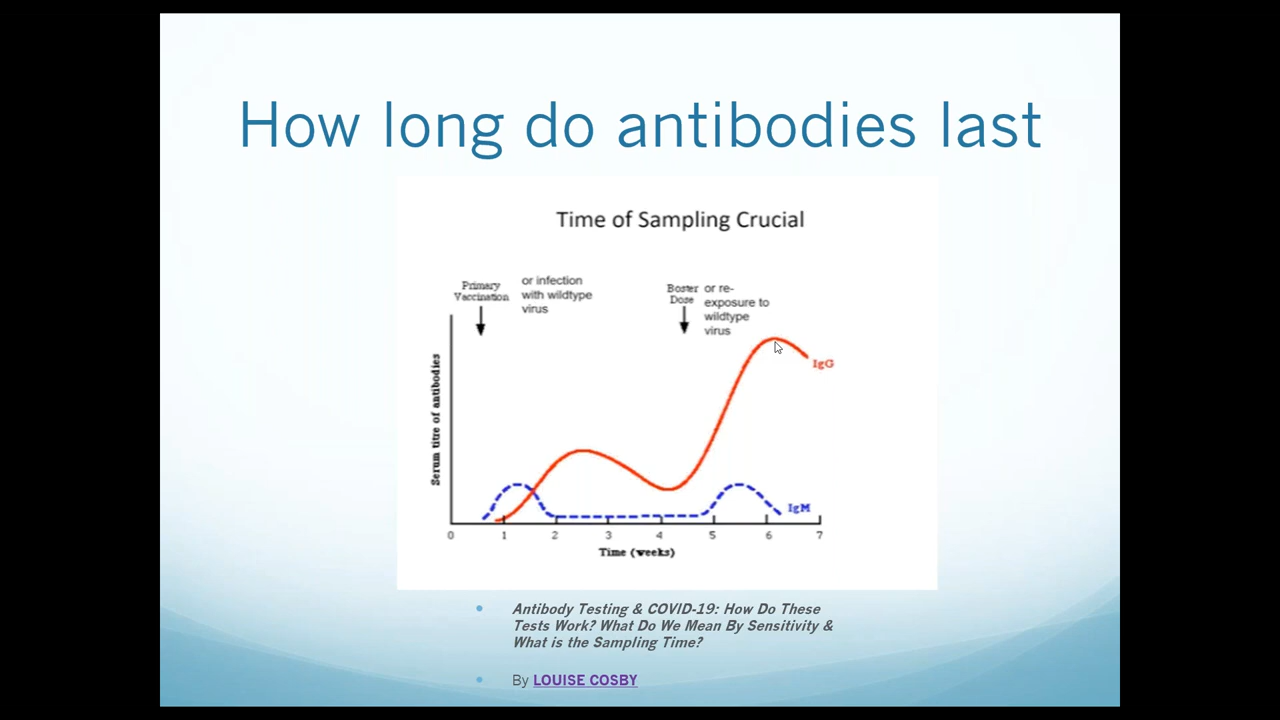 How long do antibodies last
Time of Sampling Crucial
Primary
Vaccination
or infection
with wildtype
virus
Boster
Dose
or re-
exposure to
wildtype
virus
Serum titre of antibodies
IgG
IgM
0 1 2 3 4 5 6 7
Time (weeks)
• Antibody Testing & COVID-19: How Do These
Tests Work? What Do We Mean By Sensitivity &
What is the Sampling Time?
• By LOUISE COSBY